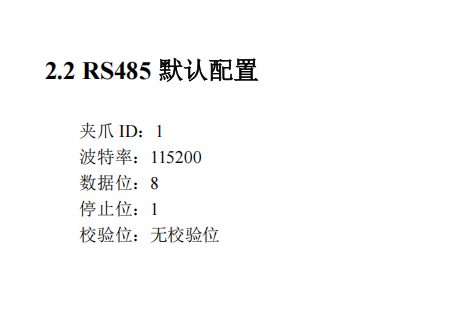 2.2 RS485 默认配置
夹爪 ID：1
波特率：115200
数据位：8
停止位：1
校验位：无校验位